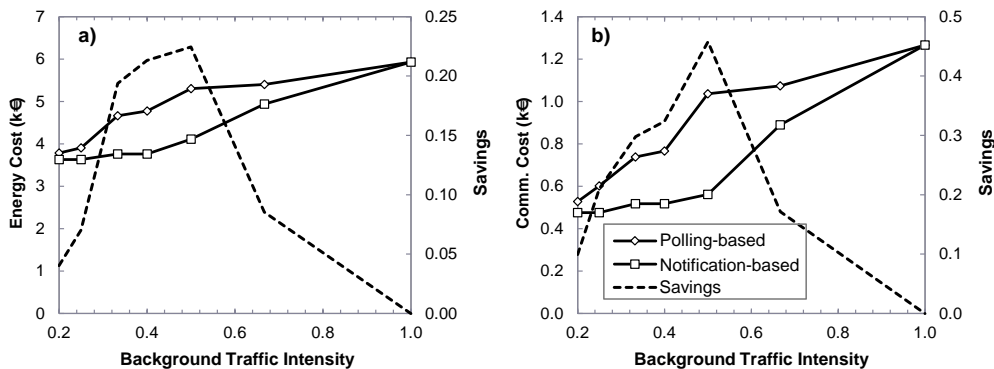 a)
Energy Cost (k€)
7
6
5
4
3
2
1
0
0.25
0.20
0.15
0.10
0.05
0.00
Savings
0.2 0.4 0.6 0.8 1.0
Background Traffic Intensity
b)
Comm. Cost (k€)
1.4
1.2
1.0
0.8
0.6
0.4
0.2
0.0
0.5
0.4
0.3
0.2
0.1
0.0
Savings
Polling-based
Notification-based
Savings
0.2 0.4 0.6 0.8 1.0
Background Traffic Intensity